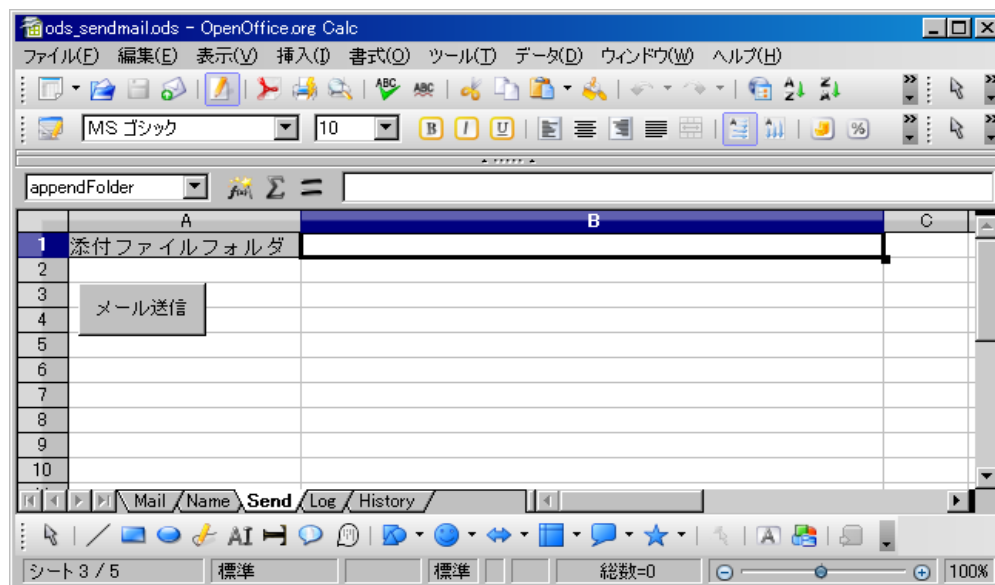 ods_sendmail.ods - OpenOffice.org Calc
ファイル(F) 編集(E) 表示(V) 挿入(I) 書式(O) ツール(T) データ(D) ウィンドウ(W) ヘルプ(H)
ABC ABC A Z Z A
MS ゴシック 10 B I U %
appendFolder f(x) Σ =
A B C
1 添付ファイルフォルダ
2
3
メール送信
4
5
6
7
8
9
10
Mail Name Send Log History
AI A
シート 3 / 5 標準 標準 総数=0 100%